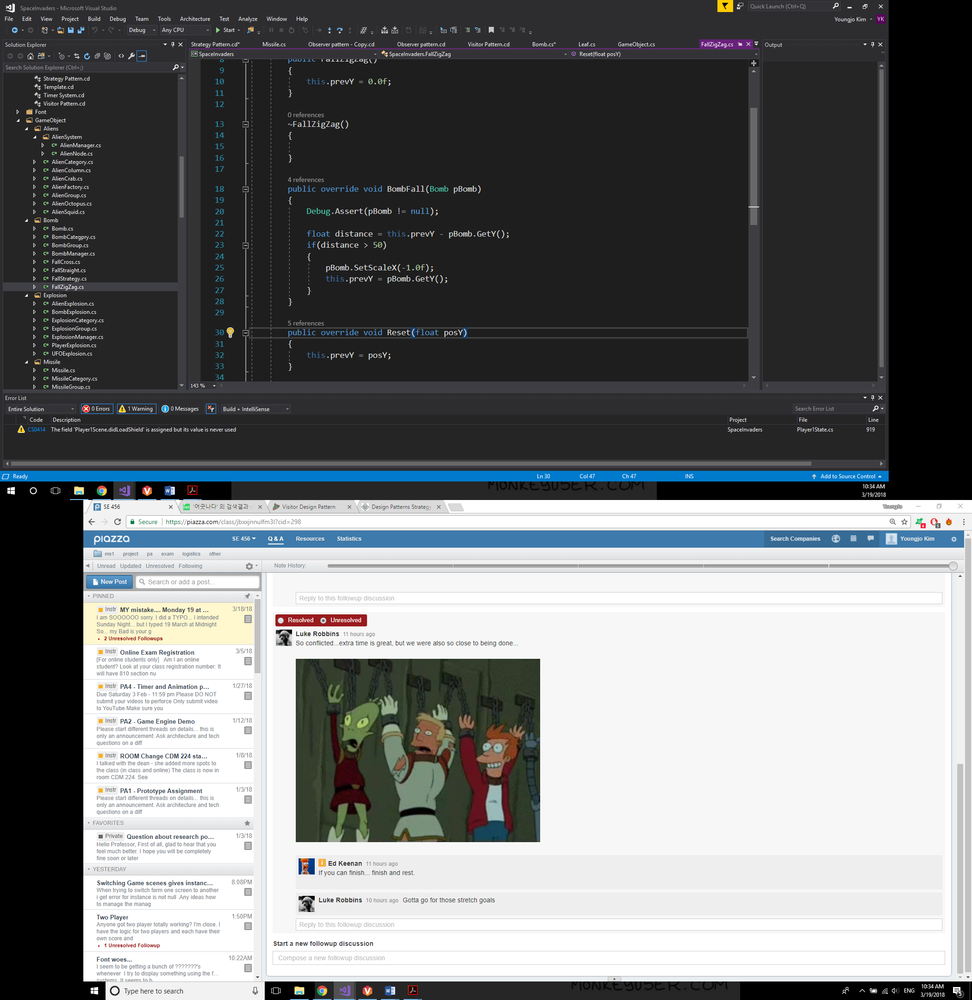 SpaceInvaders - Microsoft Visual Studio
Quick Launch (Ctrl+Q)
File Edit View Project Build Debug Team Tools Architecture Test Analyze Window Help
Youngjo Kim YK
Debug Any CPU Start
Solution Explorer
Search Solution Explorer (Ctrl+;)
Strategy Pattern.cd
Template.cd
Timer System.cd
Visitor Pattern.cd
Font
GameObject
Aliens
AlienSystem
AlienManager.cs
AlienNode.cs
AlienCategory.cs
AlienColumn.cs
AlienCrab.cs
AlienFactory.cs
AlienGroup.cs
AlienOctopus.cs
AlienSquid.cs
Bomb
Bomb.cs
BombCategpry.cs
BombGroup.cs
BombManager.cs
FallCross.cs
FallStraight.cs
FallStrategy.cs
FallZigZag.cs
Explosion
AlienExplosion.cs
BombExplosion.cs
ExplosionCategory.cs
ExplosionGroup.cs
ExplosionManager.cs
PlayerExplosion.cs
UFOExplosion.cs
Missile
Missile.cs
MissileCategory.cs
MissileGroup.cs
Strategy Pattern.cd* Missile.cs Observer pattern - Copy.cd Observer pattern.cd Visitor Pattern.cd Bomb.cs* Leaf.cs GameObject.cs FallZigZag.cs
SpaceInvaders SpaceInvaders.FallZigZag Reset(float posY)
8 public FallZigZag()
9 {
10 this.prevY = 0.0f;
11 }
12
0 references
13 ~FallZigZag()
14 {
15
16 }
17
4 references
18 public override void BombFall(Bomb pBomb)
19 {
20 Debug.Assert(pBomb != null);
21
22 float distance = this.prevY - pBomb.GetY();
23 if(distance > 50)
24 {
25 pBomb.SetScaleX(-1.0f);
26 this.prevY = pBomb.GetY();
27 }
28 }
29
5 references
30 public override void Reset(float posY)
31 {
32 this.prevY = posY;
33 }
34
143 %
Output
Error List
Entire Solution 0 Errors 1 Warning 0 Messages Build + IntelliSense Search Error List
Code Description Project File Line
CS0414 The field 'Player1Scene.didLoadShield' is assigned but its value is never used SpaceInvaders Player1State.cs 919
Ready Ln 30 Col 47 Ch 47 INS Add to Source Control
MONKEYUSER.COM
10:34 AM
3/19/2018
SE 456 '어긋나다' 의 검색결과 : Visitor Design Pattern Design Patterns Strategy
YoungJo
Secure https://piazza.com/class/jbxxjnnulfm3l?cid=298
4 5
piazza SE 456 Q & A Resources Statistics Search Companies Youngjo Kim
ms1 project pa exam logistics other
Unread Updated Unresolved Following Note History:
New Post Search or add a post...
PINNED
Instr MY mistake.... Monday 19 at ... 3/18/18
I am SOOOOOO sorry. I did a TYPO... I intended
Sunday Night... but I typed 19 March at Midnight
So... my Bad is your g
2 Unresolved Followups
Instr Online Exam Registration 3/5/18
[For online students only] Am I an online
student? Look at your class registration number: It
will have 810 section nu
Instr PA4 - Timer and Animation p... 1/27/18
Due Saturday 3 Feb - 11:59 pm Please DO NOT
submit your videos to perforce Only submit video
to YouTube Make sure you
Instr PA2 - Game Engine Demo 1/12/18
Please start different threads on details... this is
only an announcement. Ask architecture and tech
questions on a diff
Instr ROOM Change CDM 224 sta... 1/8/18
I talked with the dean - she added more spots to
the class (in class and online) The class is now in
room CDM 224. See
Instr PA1 - Prototype Assignment 1/3/18
Please start different threads on details... this is
only an announcement. Ask architecture and tech
questions on a diff
FAVORITES
Private Question about research po... 1/3/18
Hello Professor, First of all, glad to hear that you
feel much better. I hope you will be completely
fine soon or later
YESTERDAY
Switching Game scenes gives instanc... 8:08PM
When trying to switch form one screen to another
i get error for instance is not null .Any ideas how
to manage the manag
Two Player 1:50PM
Anyone got two player totally working? I'm close. I
have the logic for two players and each have their
own score and
1 Unresolved Followup
Font woes... 10:22AM
I seem to be getting a bunch of ???????'s
whenever I try to display something using the f...
systems. It seems to b
Reply to this followup discussion
Resolved Unresolved
Luke Robbins 11 hours ago
So conflicted...extra time is great, but we were also so close to being done...
Ed Keenan 11 hours ago
If you can finish... finish and rest.
Luke Robbins 10 hours ago Gotta go for those stretch goals
Reply to this followup discussion
Start a new followup discussion
Compose a new followup discussion
MONKEYUSER.COM
Type here to search
ENG
10:34 AM
3/19/2018
5